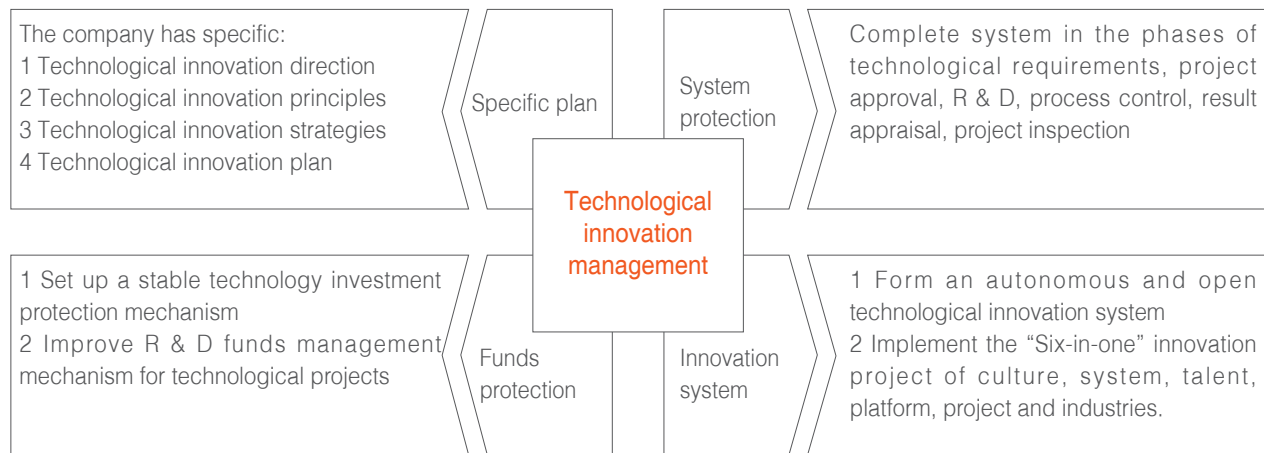 The company has specific:
1 Technological innovation direction
2 Technological innovation principles
3 Technological innovation strategies
4 Technological innovation plan
Specific plan
System
protection
Complete system in the phases of
technological requirements, project
approval, R & D, process control, result
appraisal, project inspection
Technological
innovation
management
1 Set up a stable technology investment
protection mechanism
2 Improve R & D funds management
mechanism for technological projects
Funds
protection
Innovation
system
1 Form an autonomous and open
technological innovation system
2 Implement the “Six-in-one” innovation
project of culture, system, talent,
platform, project and industries.